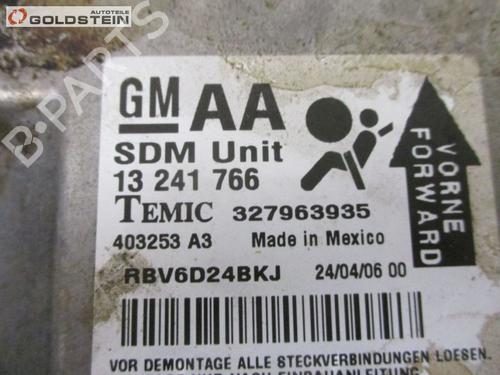 Autoteile
GOLDSTEIN
B-PARTS
GM AA
SDM Unit
13 241 766
TEMIC 327963935
403253 A3 Made in Mexico
RBV6D24BKJ 24/04/06 00
VORNE
FORWARD
VOR DEMONTAGE ALLE STECKVERBINDUNGEN LOESEN.